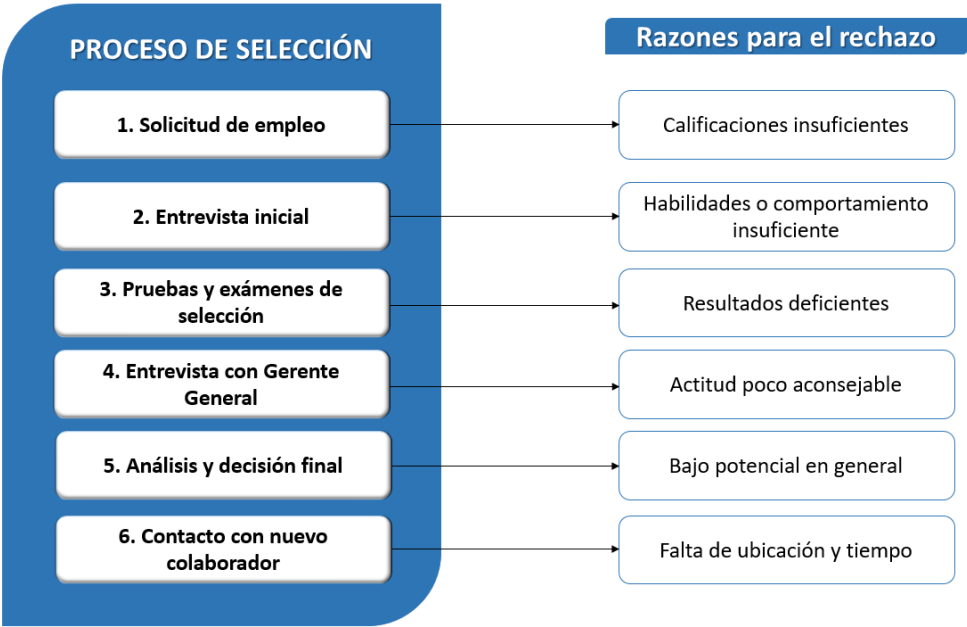 PROCESO DE SELECCIÓN
Razones para el rechazo
1. Solicitud de empleo
Calificaciones insuficientes
2. Entrevista inicial
Habilidades o comportamiento
insuficiente
3. Pruebas y exámenes de
selección
Resultados deficientes
4. Entrevista con Gerente
General
Actitud poco aconsejable
5. Análisis y decisión final
Bajo potencial en general
6. Contacto con nuevo
colaborador
Falta de ubicación y tiempo